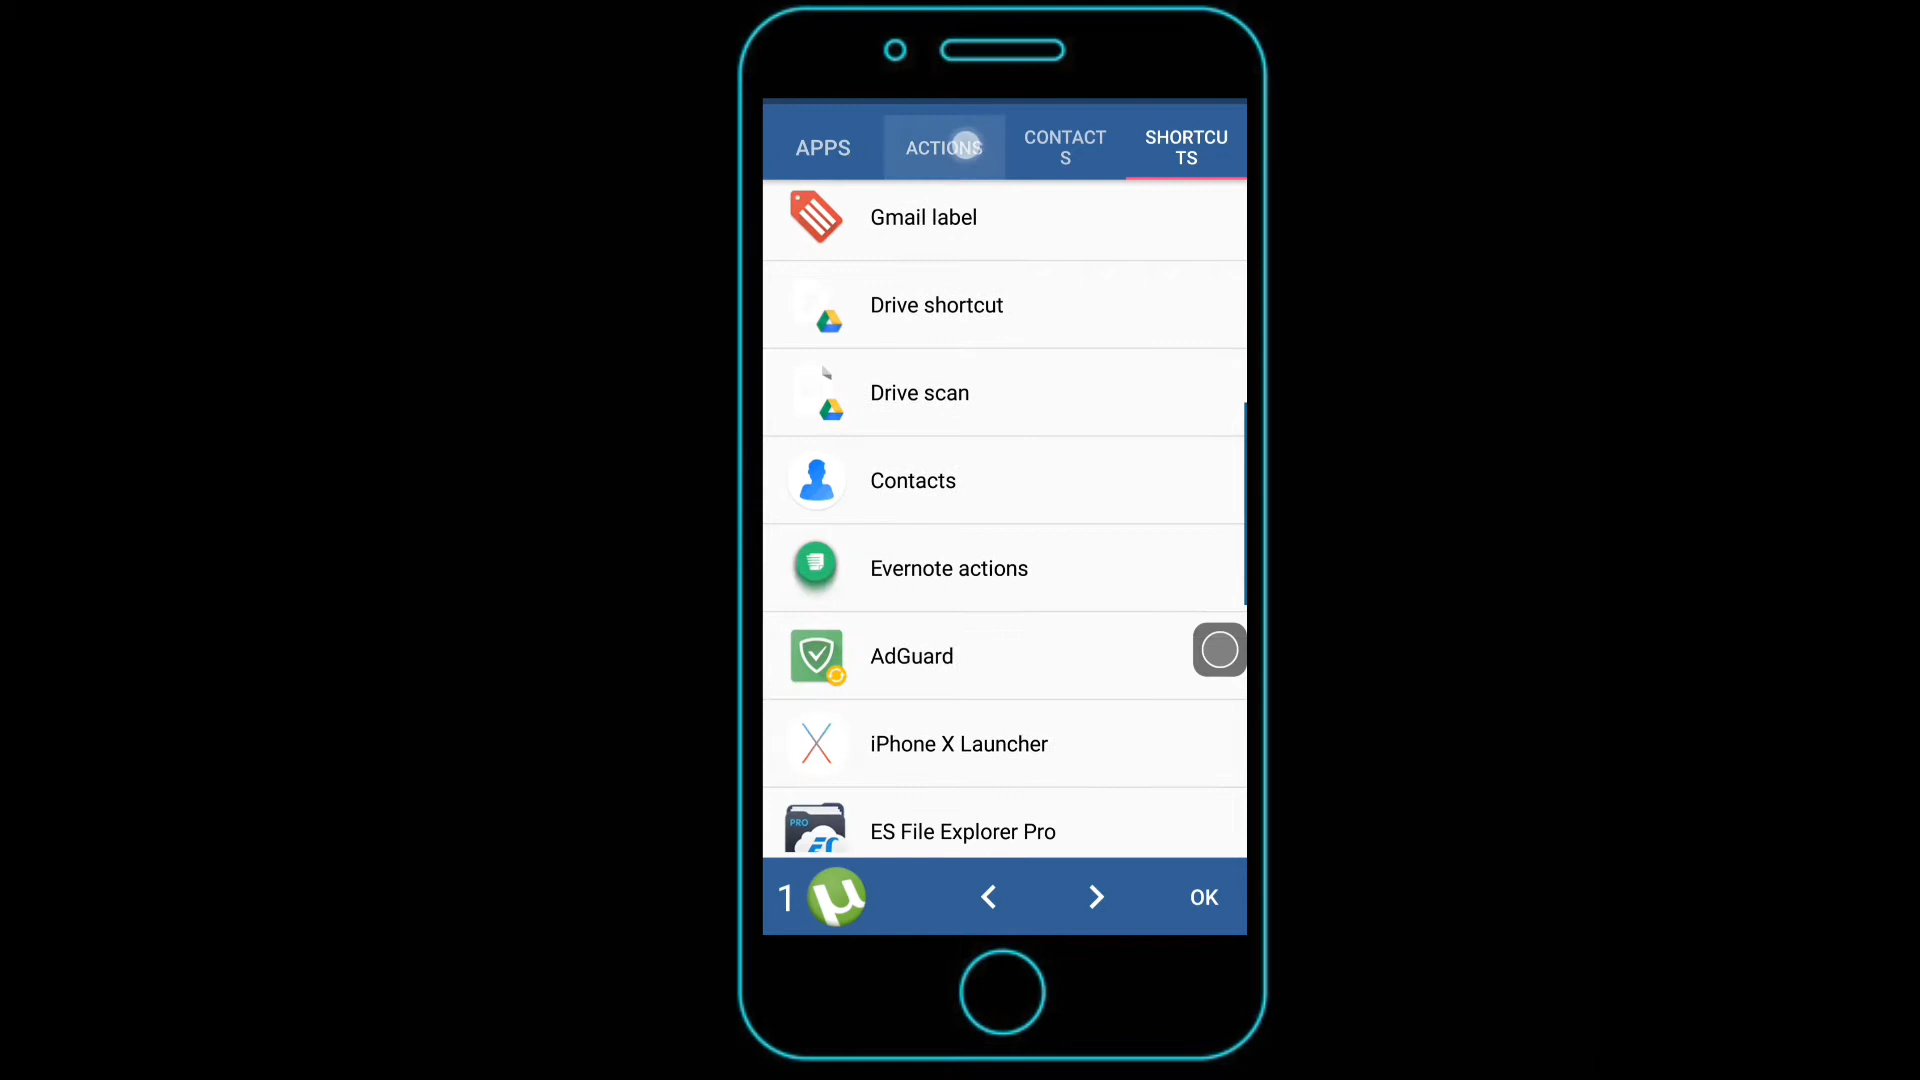 APPS
ACTIONS
CONTACT
S
SHORTCU
TS
Gmail label
Drive shortcut
Drive scan
Contacts
Evernote actions
AdGuard
iPhone X Launcher
PRO
ES File Explorer Pro
1
µ
OK